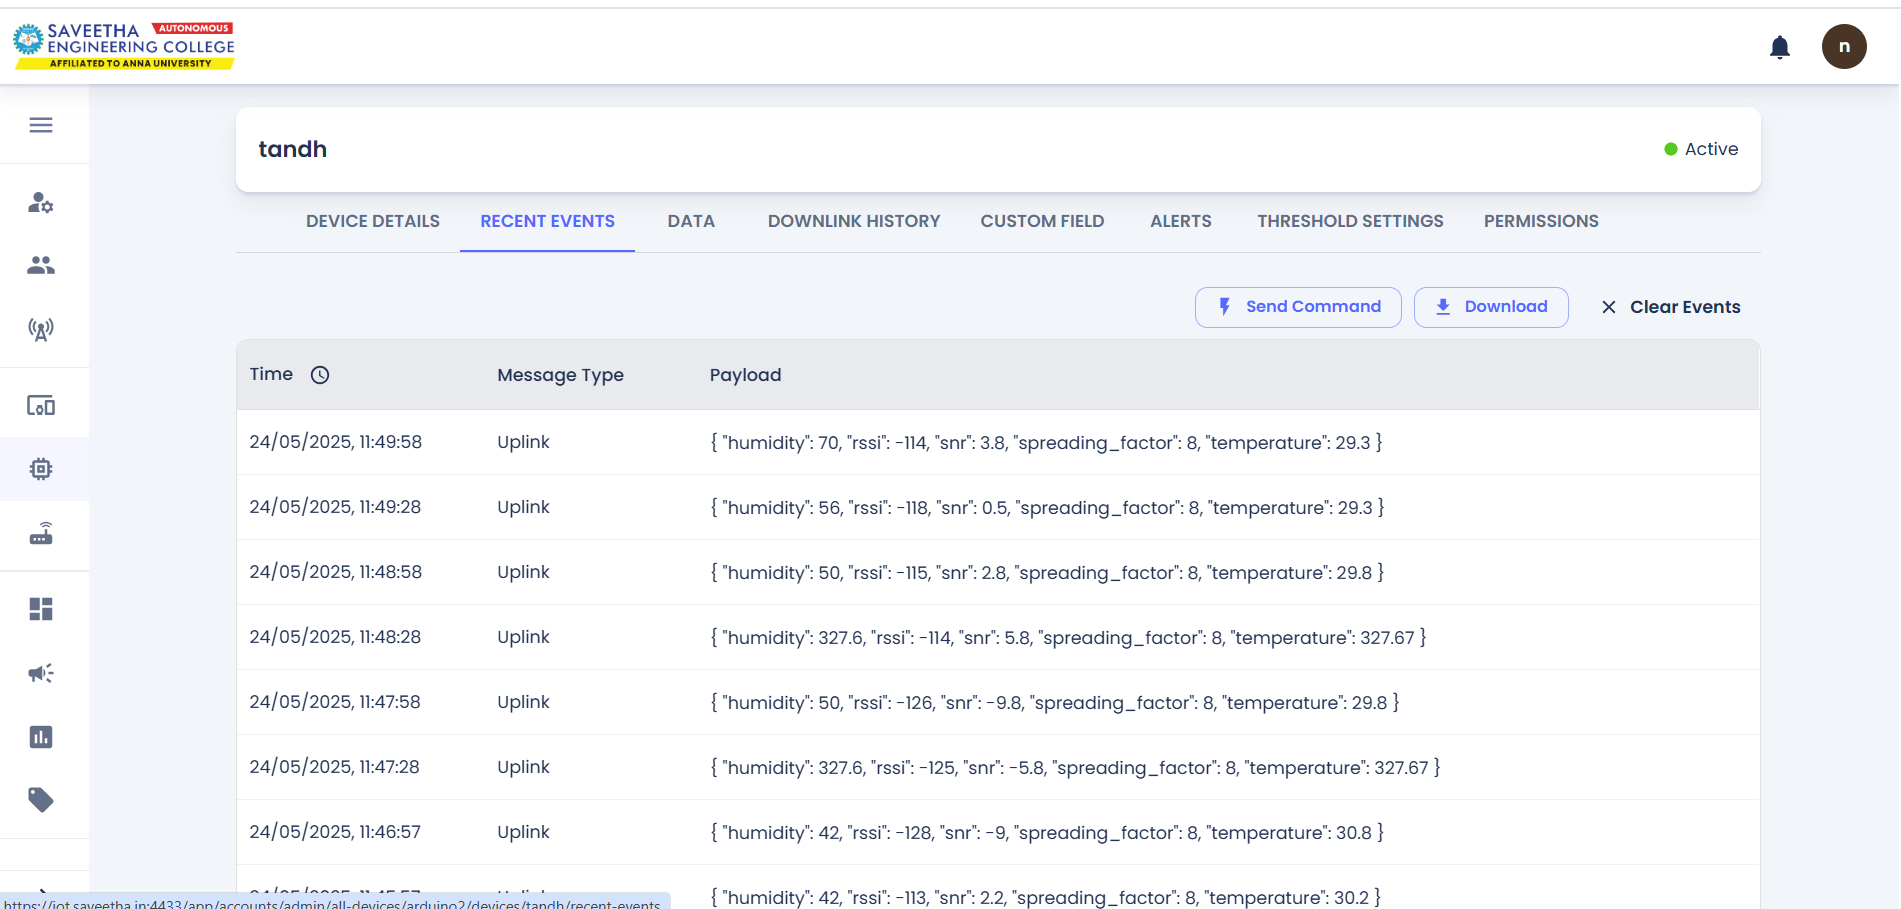 SAVEETHA AUTONOMOUS
ENGINEERING COLLEGE
AFFILIATED TO ANNA UNIVERSITY
n
tandh
Active
DEVICE DETAILS RECENT EVENTS DATA DOWNLINK HISTORY CUSTOM FIELD ALERTS THRESHOLD SETTINGS PERMISSIONS
Send Command Download Clear Events
Time Message Type Payload
24/05/2025, 11:49:58 Uplink { "humidity": 70, "rssi": -114, "snr": 3.8, "spreading_factor": 8, "temperature": 29.3 }
24/05/2025, 11:49:28 Uplink { "humidity": 56, "rssi": -118, "snr": 0.5, "spreading_factor": 8, "temperature": 29.3 }
24/05/2025, 11:48:58 Uplink { "humidity": 50, "rssi": -115, "snr": 2.8, "spreading_factor": 8, "temperature": 29.8 }
24/05/2025, 11:48:28 Uplink { "humidity": 327.6, "rssi": -114, "snr": 5.8, "spreading_factor": 8, "temperature": 327.67 }
24/05/2025, 11:47:58 Uplink { "humidity": 50, "rssi": -126, "snr": -9.8, "spreading_factor": 8, "temperature": 29.8 }
24/05/2025, 11:47:28 Uplink { "humidity": 327.6, "rssi": -125, "snr": -5.8, "spreading_factor": 8, "temperature": 327.67 }
24/05/2025, 11:46:57 Uplink { "humidity": 42, "rssi": -128, "snr": -9, "spreading_factor": 8, "temperature": 30.8 }
{ "humidity": 42, "rssi": -113, "snr": 2.2, "spreading_factor": 8, "temperature": 30.2 }
https://iot.saveetha.in:4433/app/accounts/admin/all-devices/arduino2/devices/tandh/recent-events